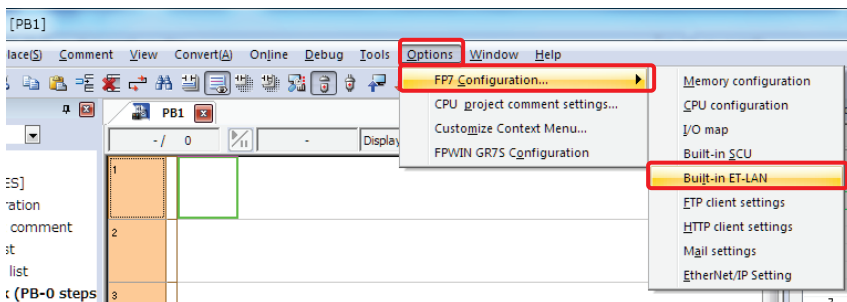 [PB1]
lace(S) Comment View Convert(A) Online Debug Tools Options Window Help
PB1
- / 0 - Display
FP7 Configuration...
CPU project comment settings...
Customize Context Menu...
FPWIN GR7S Configuration
Memory configuration
CPU configuration
I/O map
Built-in SCU
Built-in ET-LAN
FTP client settings
HTTP client settings
Mail settings
EtherNet/IP Setting
ES]
ration
comment
st
list
(PB-0 steps
1
2
3